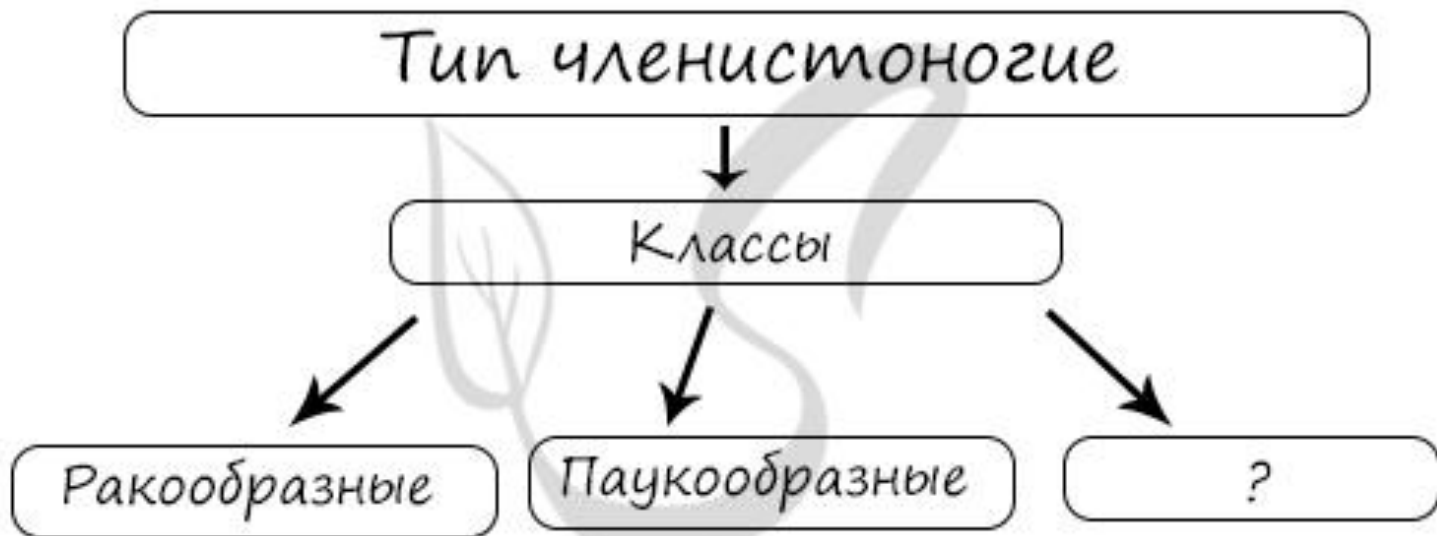 Тип членистоногие
Классы
Ракообразные
Паукообразные
?